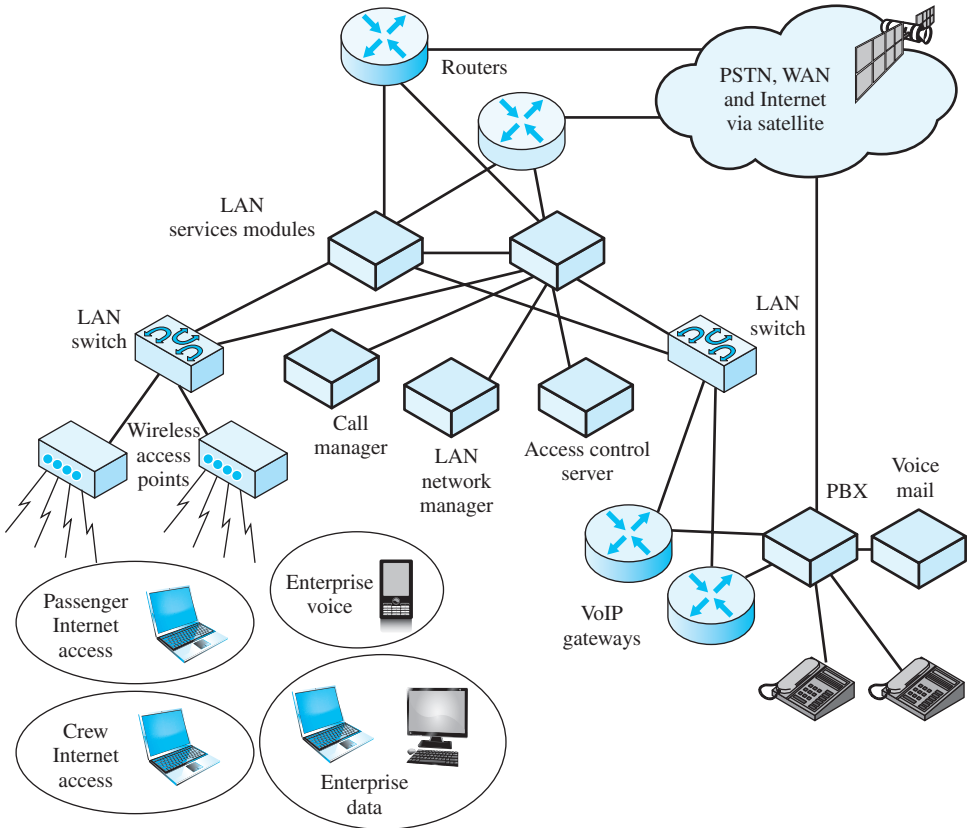 Routers
PSTN, WAN
and Internet
via satellite
LAN
services modules
LAN
switch
LAN
switch
Call
manager
LAN
network
manager
Access control
server
Wireless
access
points
PBX
Voice
mail
VoIP
gateways
Passenger
Internet
access
Enterprise
voice
Crew
Internet
access
Enterprise
data